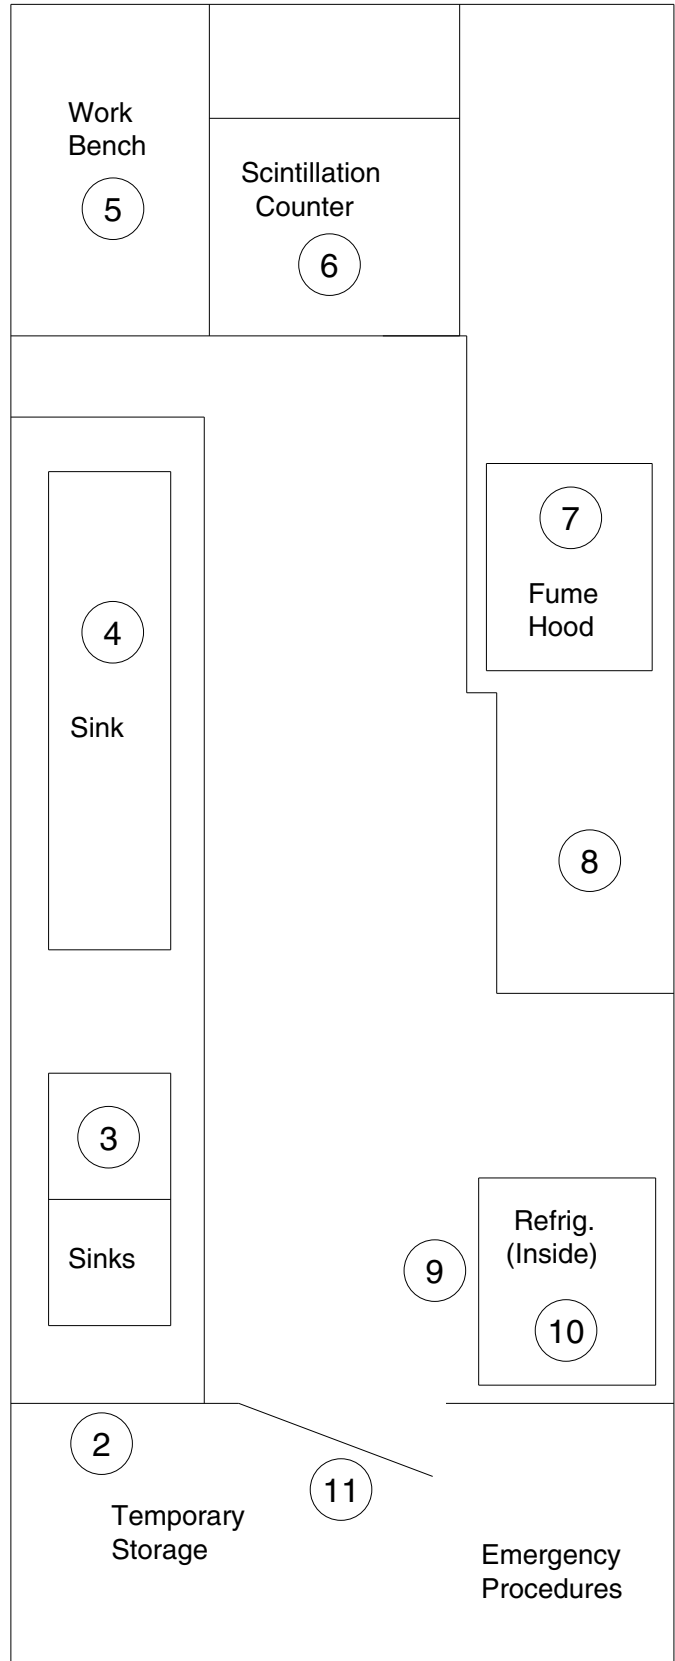 Work
Bench
5
Scintillation
Counter
6
7
Fume
Hood
4
Sink
8
3
Sinks
Refrig.
(Inside)
9
10
2
11
Temporary
Storage
Emergency
Procedures